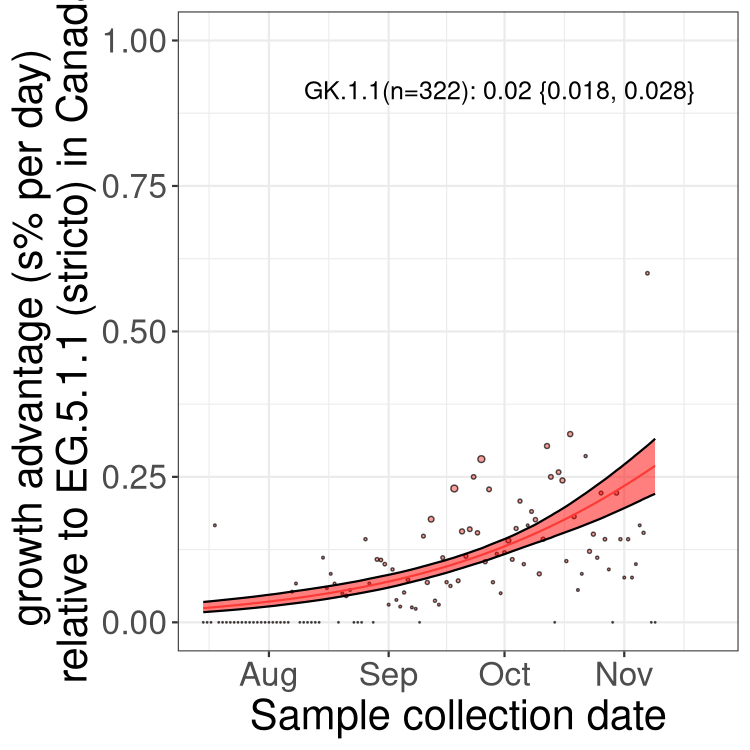 growth advantage (s% per day)
relative to EG.5.1.1 (stricto) in Canada
1.00
0.75
0.50
0.25
0.00
GK.1.1(n=322): 0.02 {0.018, 0.028}
Aug Sep Oct Nov
Sample collection date